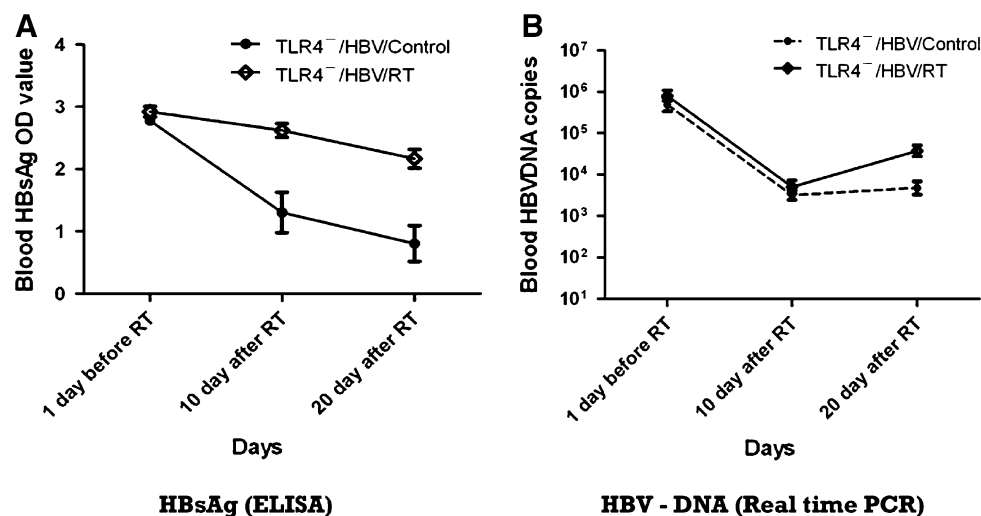 A
Blood HBsAg OD value
4
3
2
1
0
TLR4⁻/HBV/Control
TLR4⁻/HBV/RT
1 day before RT
10 day after RT
20 day after RT
Days
HBsAg (ELISA)
B
Blood HBVDNA copies
10⁷
10⁶
10⁵
10⁴
10³
10²
10¹
TLR4⁻/HBV/Control
TLR4⁻/HBV/RT
1 day before RT
10 day after RT
20 day after RT
Days
HBV - DNA (Real time PCR)